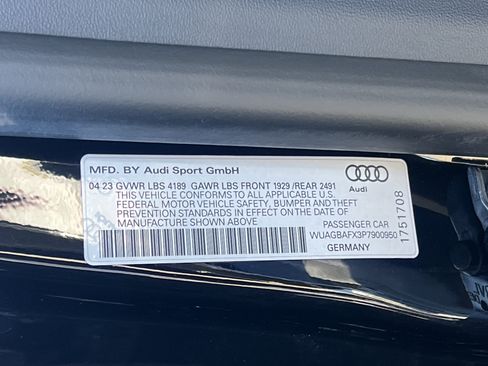 MFD. BY Audi Sport GmbH
04 23 GVWR LBS 4189 GAWR LBS FRONT 1929 /REAR 2491
THIS VEHICLE CONFORMS TO ALL APPLICABLE U.S.
FEDERAL MOTOR VEHICLE SAFETY, BUMPER AND THEFT
PREVENTION STANDARDS IN EFFECT ON THE DATE OF
MANUFACTURE SHOWN ABOVE
Audi
PASSENGER CAR
WUAGBAFX3P7900950
GERMANY
1751708